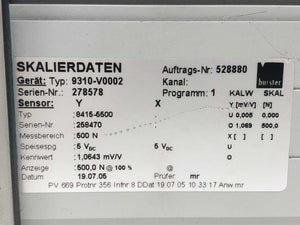 SKALIERDATEN
Auftrags-Nr: 528880
burster
Gerät: Typ: 9310-V0002
Kanal:
Serien-Nr.: 278578
Programm: 1
KALW SKAL
Sensor: Y X
Y [mV/V] [N]
-Typ: 8415-5500
U 0,005 0,000
Serien-Nr: 258470
O 1,069 500,0
Messbereich: 500 N
X [ ] [ ]
Speisespg: 5 VDC 5 VDC
U
Kennwert: 1,0643 mV/V
O
Anzeige: 500,0 N @ 100 % @
Datum 19.07.05 Prüfer mr
PV 669 Protnr 356 Infnr 8 DDat 19.07.05 10:33:17 Anw.mr